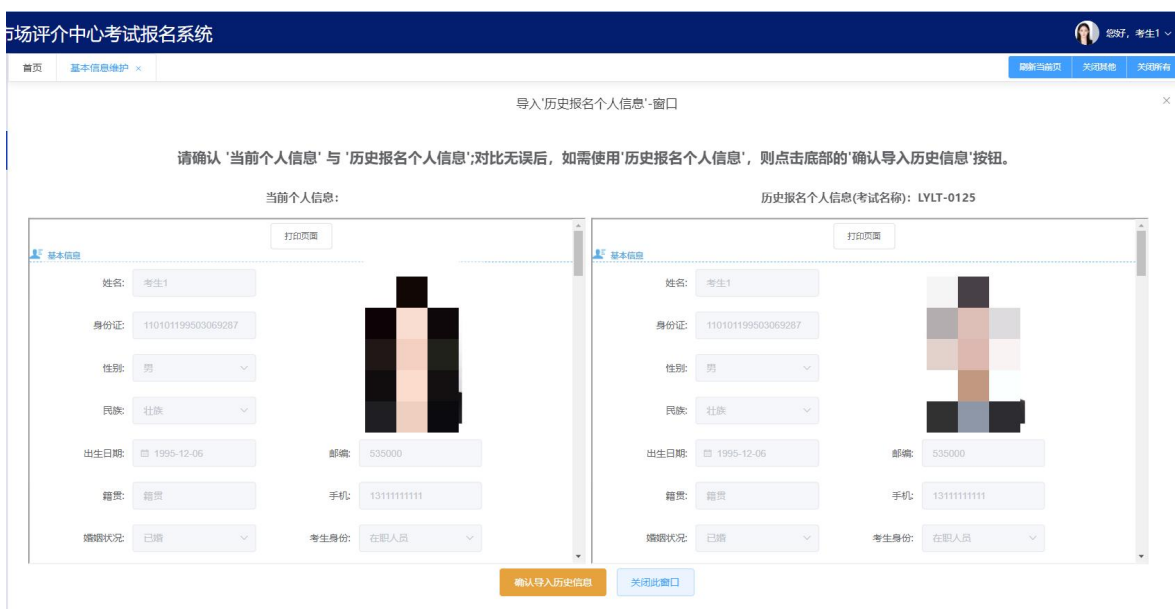 市场评介中心考试报名系统
您好，考生1
首页 基本信息维护 ×
刷新当前页 关闭其他 关闭所有
导入'历史报名个人信息'-窗口
请确认 '当前个人信息' 与 '历史报名个人信息';对比无误后，如需使用'历史报名个人信息'，则点击底部的'确认导入历史信息'按钮。
当前个人信息：
打印页面
基本信息
姓名: 考生1
身份证: 110101199503069287
性别: 男
民族: 壮族
出生日期: 1995-12-06 邮编: 535000
籍贯: 籍贯 手机: 13111111111
婚姻状况: 已婚 考生身份: 在职人员
历史报名个人信息(考试名称)：LYLT-0125
打印页面
基本信息
姓名: 考生1
身份证: 110101199503069287
性别: 男
民族: 壮族
出生日期: 1995-12-06 邮编: 535000
籍贯: 籍贯 手机: 13111111111
婚姻状况: 已婚 考生身份: 在职人员
确认导入历史信息 关闭此窗口